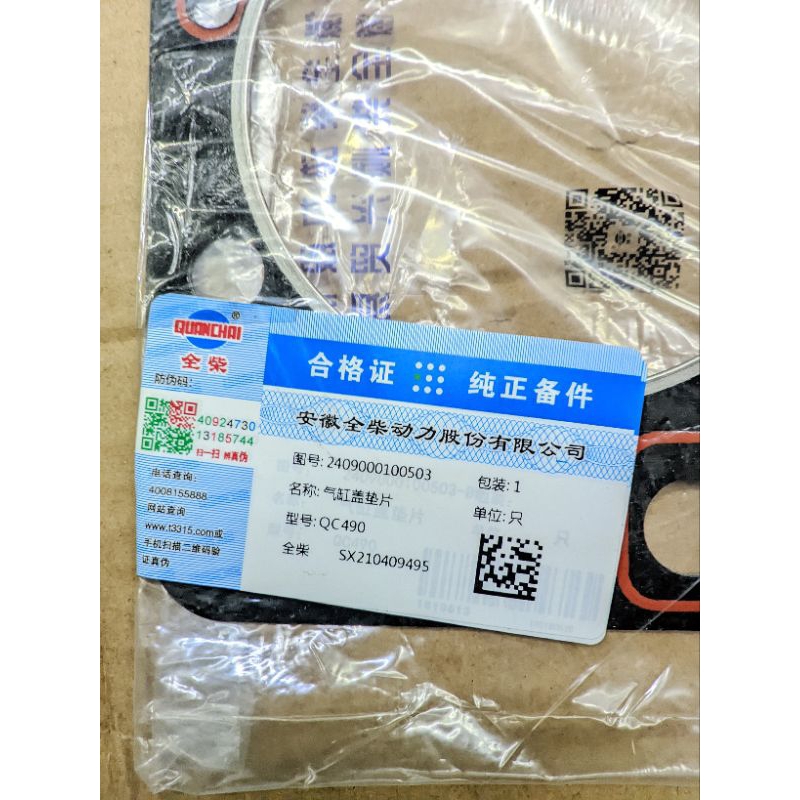 QUANCHAI ®
全柴
合格证
纯正备件
防伪码:
40924730
13185744
扫一扫 辨真伪
电话查询:
4008155888
网站查询
www.t3315.com或
手机扫描二维码验
证真伪
安徽全柴动力股份有限公司
图号: 2409000100503
包装: 1
名称: 气缸盖垫片
单位: 只
型号: QC490
全柴 SX210409495